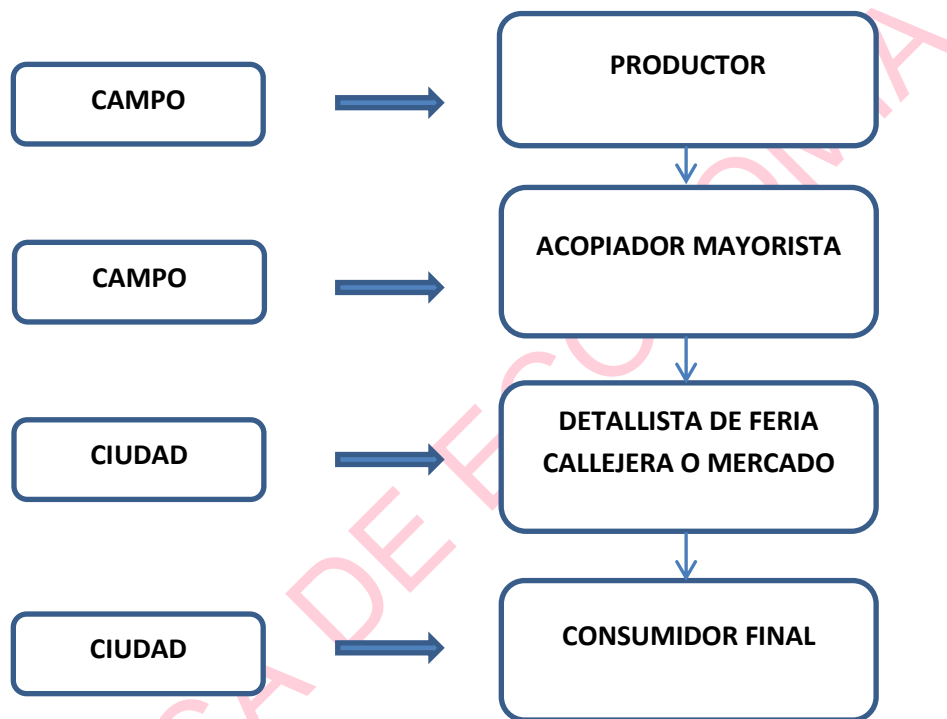 CAMPO
PRODUCTOR
CAMPO
ACOPIADOR MAYORISTA
CIUDAD
DETALLISTA DE FERIA
CALLEJERA O MERCADO
CIUDAD
CONSUMIDOR FINAL